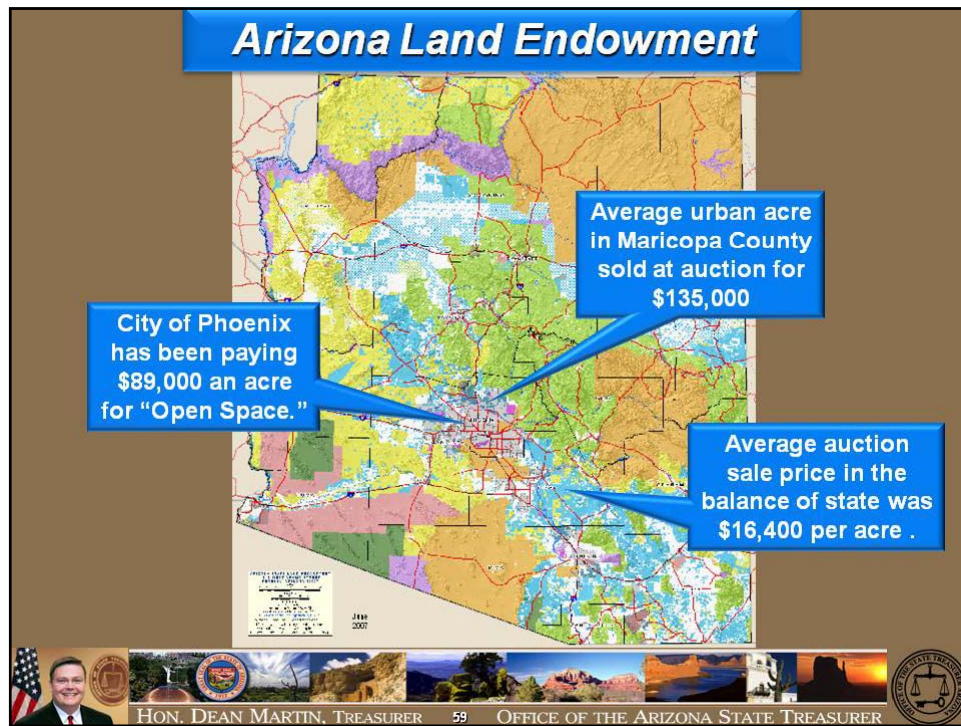 Arizona Land Endowment
Average urban acre
in Maricopa County
sold at auction for
$135,000
City of Phoenix
has been paying
$89,000 an acre
for “Open Space.”
Average auction
sale price in the
balance of state was
$16,400 per acre .
June
2007
HON. DEAN MARTIN, TREASURER 59 OFFICE OF THE ARIZONA STATE TREASURER